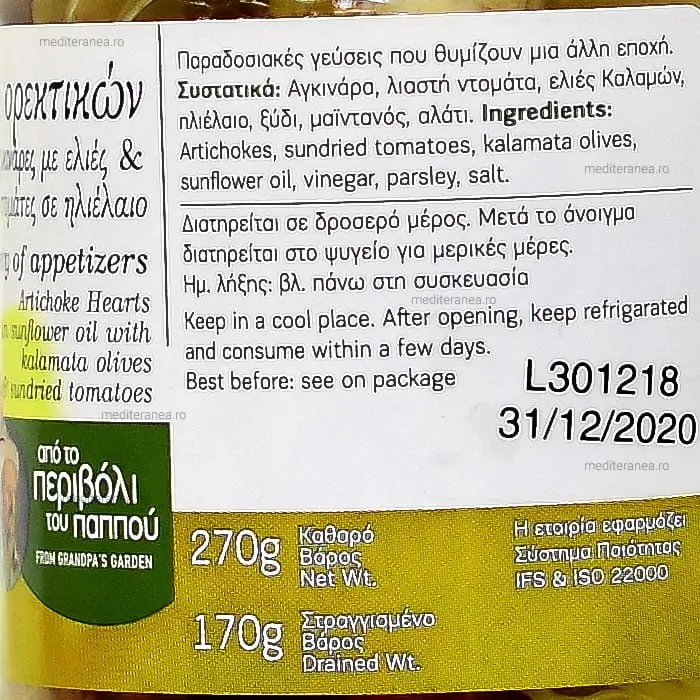 mediteranea.ro
ορεκτικών
με ελιές &
σε ηλιέλαιο
of appetizers
Artichoke Hearts
sunflower oil with
kalamata olives
sundried tomatoes
mediteranea.ro
από το
περιβόλι
του παππού
FROM GRANDPA'S GARDEN
mediteranea.ro
Παραδοσιακές γεύσεις που θυμίζουν μια άλλη εποχή.
Συστατικά: Αγκινάρα, λιαστή ντομάτα, ελιές Καλαμών,
ηλιέλαιο, ξύδι, μαϊντανός, αλάτι. Ingredients:
Artichokes, sundried tomatoes, kalamata olives,
mediteranea.ro
sunflower oil, vinegar, parsley, salt.
Διατηρείται σε δροσερό μέρος. Μετά το άνοιγμα
διατηρείται στο ψυγείο για μερικές μέρες.
Ημ. λήξης: βλ. πάνω στη συσκευασία
mediteranea.ro
Keep in a cool place. After opening, keep refrigarated
and consume within a few days.
Best before: see on package
L301218
31/12/2020
mediteranea.ro
270g Καθαρό
Βάρος
Net Wt.
170g Στραγγισμένο
Βάρος
Drained Wt.
Η εταιρία εφαρμόζει
Σύστημα Ποιότητας
IFS & ISO 22000